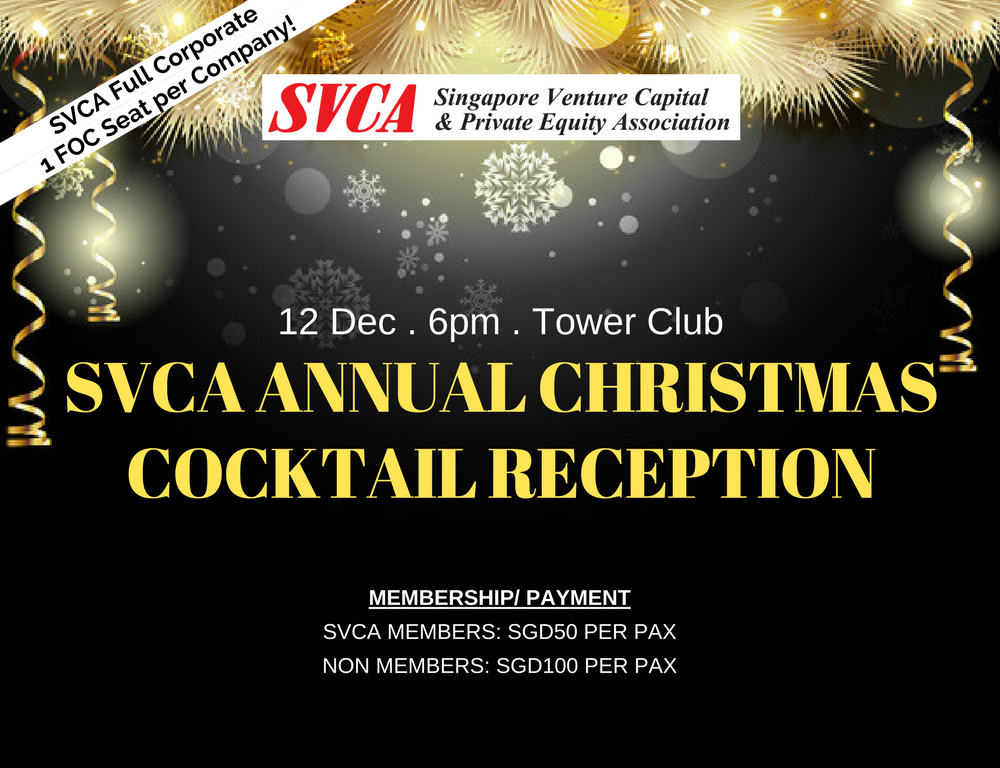 SVCA Full Corporate
1 FOC Seat per Company!
SVCA Singapore Venture Capital
& Private Equity Association
12 Dec . 6pm . Tower Club
SVCA ANNUAL CHRISTMAS
COCKTAIL RECEPTION
MEMBERSHIP/ PAYMENT
SVCA MEMBERS: SGD50 PER PAX
NON MEMBERS: SGD100 PER PAX